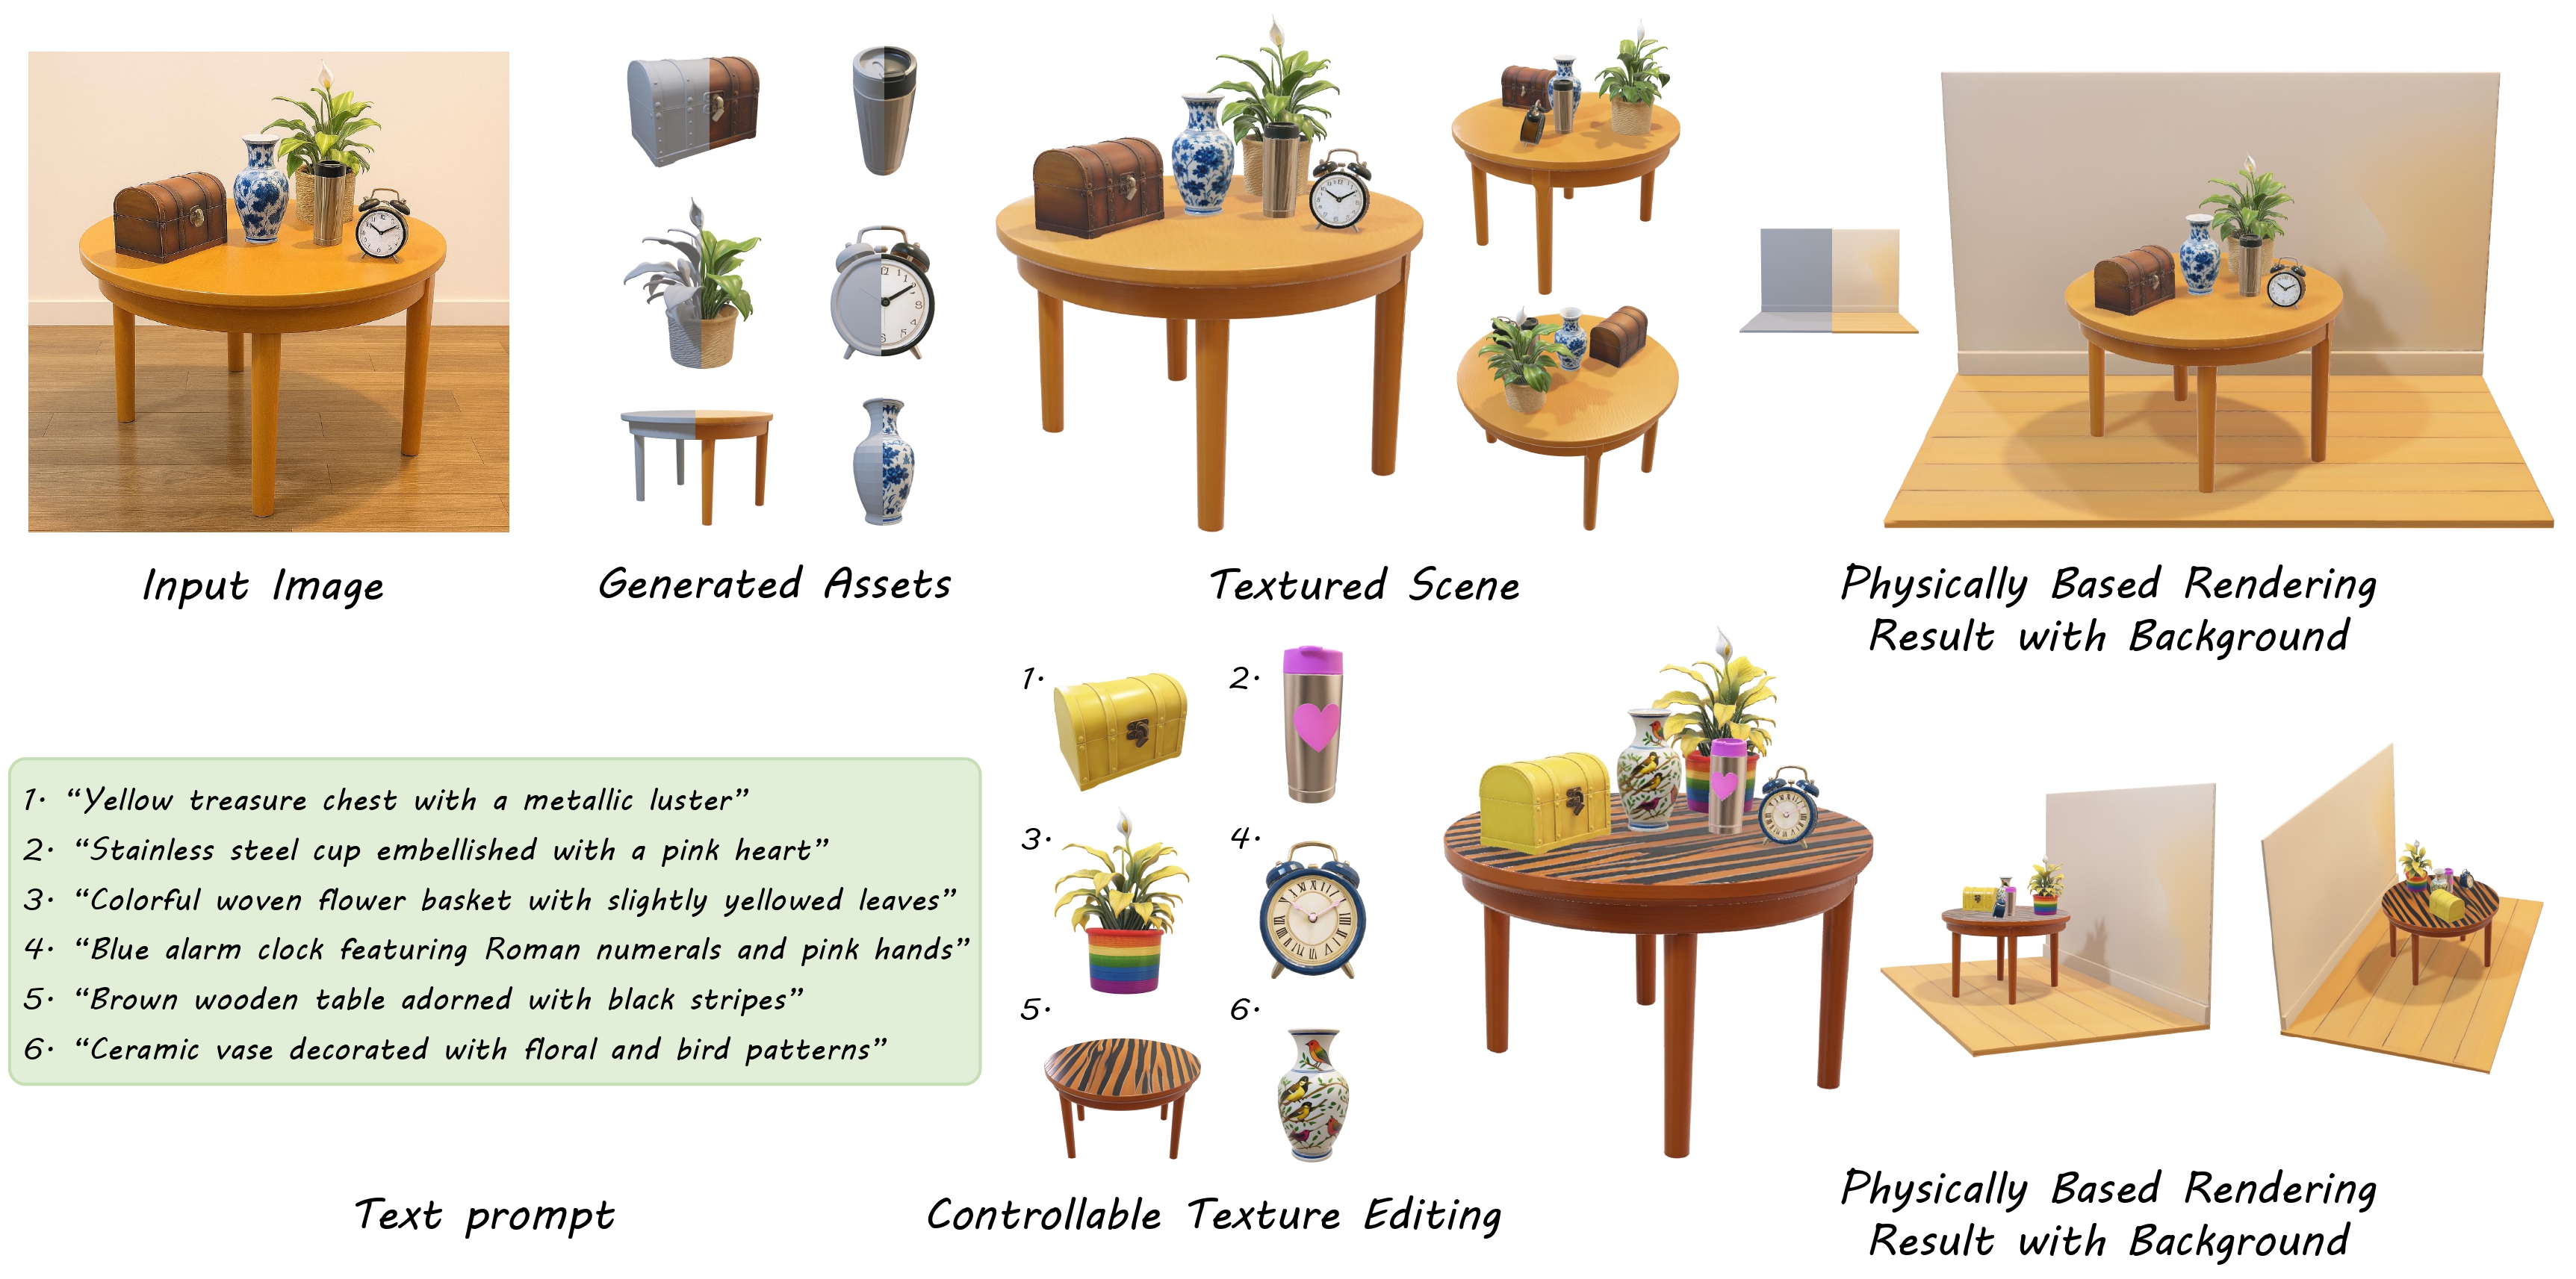 Input Image
Generated Assets
Textured Scene
Physically Based Rendering
Result with Background
1. “Yellow treasure chest with a metallic luster”
2. “Stainless steel cup embellished with a pink heart”
3. “Colorful woven flower basket with slightly yellowed leaves”
4. “Blue alarm clock featuring Roman numerals and pink hands”
5. “Brown wooden table adorned with black stripes”
6. “Ceramic vase decorated with floral and bird patterns”
Text prompt
1.
2.
3.
4.
5.
6.
Controllable Texture Editing
Physically Based Rendering
Result with Background